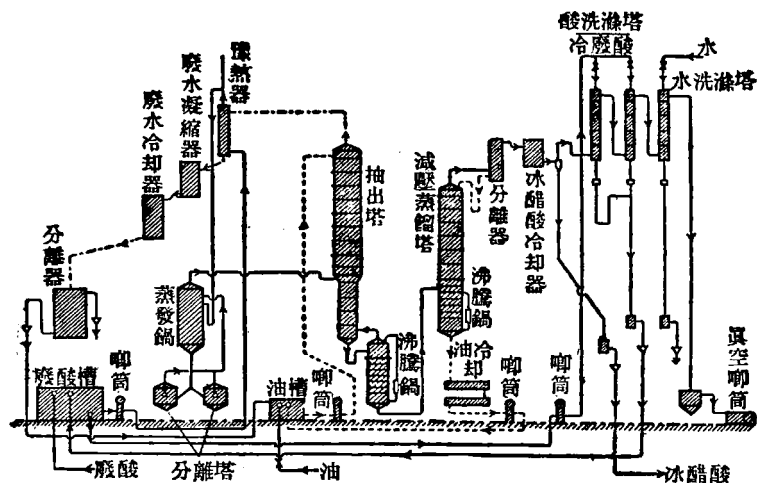 酸洗滌塔
冷廢酸
水
水洗滌塔
豫熱器
廢水凝縮器
廢水冷却器
分離器
抽出塔
減壓蒸餾塔
分離器
冰醋酸冷却器
蒸發鍋
沸騰鍋
沸騰鍋
油冷却
廢酸槽
唧筒
油槽
唧筒
唧筒
唧筒
眞空唧筒
廢酸
分離塔
油
冰醋酸